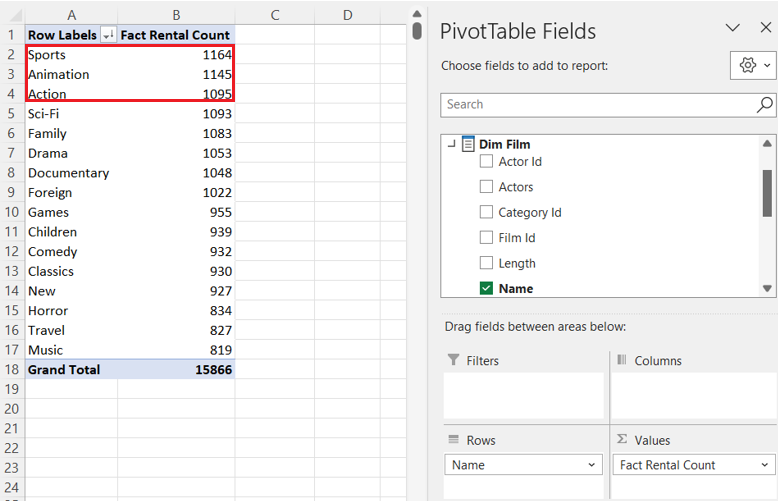 A B C D
1 Row Labels Fact Rental Count
2 Sports 1164
3 Animation 1145
4 Action 1095
5 Sci-Fi 1093
6 Family 1083
7 Drama 1053
8 Documentary 1048
9 Foreign 1022
10 Games 955
11 Children 939
12 Comedy 932
13 Classics 930
14 New 927
15 Horror 834
16 Travel 827
17 Music 819
18 Grand Total 15866
19
20
21
22
23
24
PivotTable Fields
Choose fields to add to report:
Search
Dim Film
Actor Id
Actors
Category Id
Film Id
Length
Name
Drag fields between areas below:
Filters
Columns
Rows
Σ Values
Name
Fact Rental Count